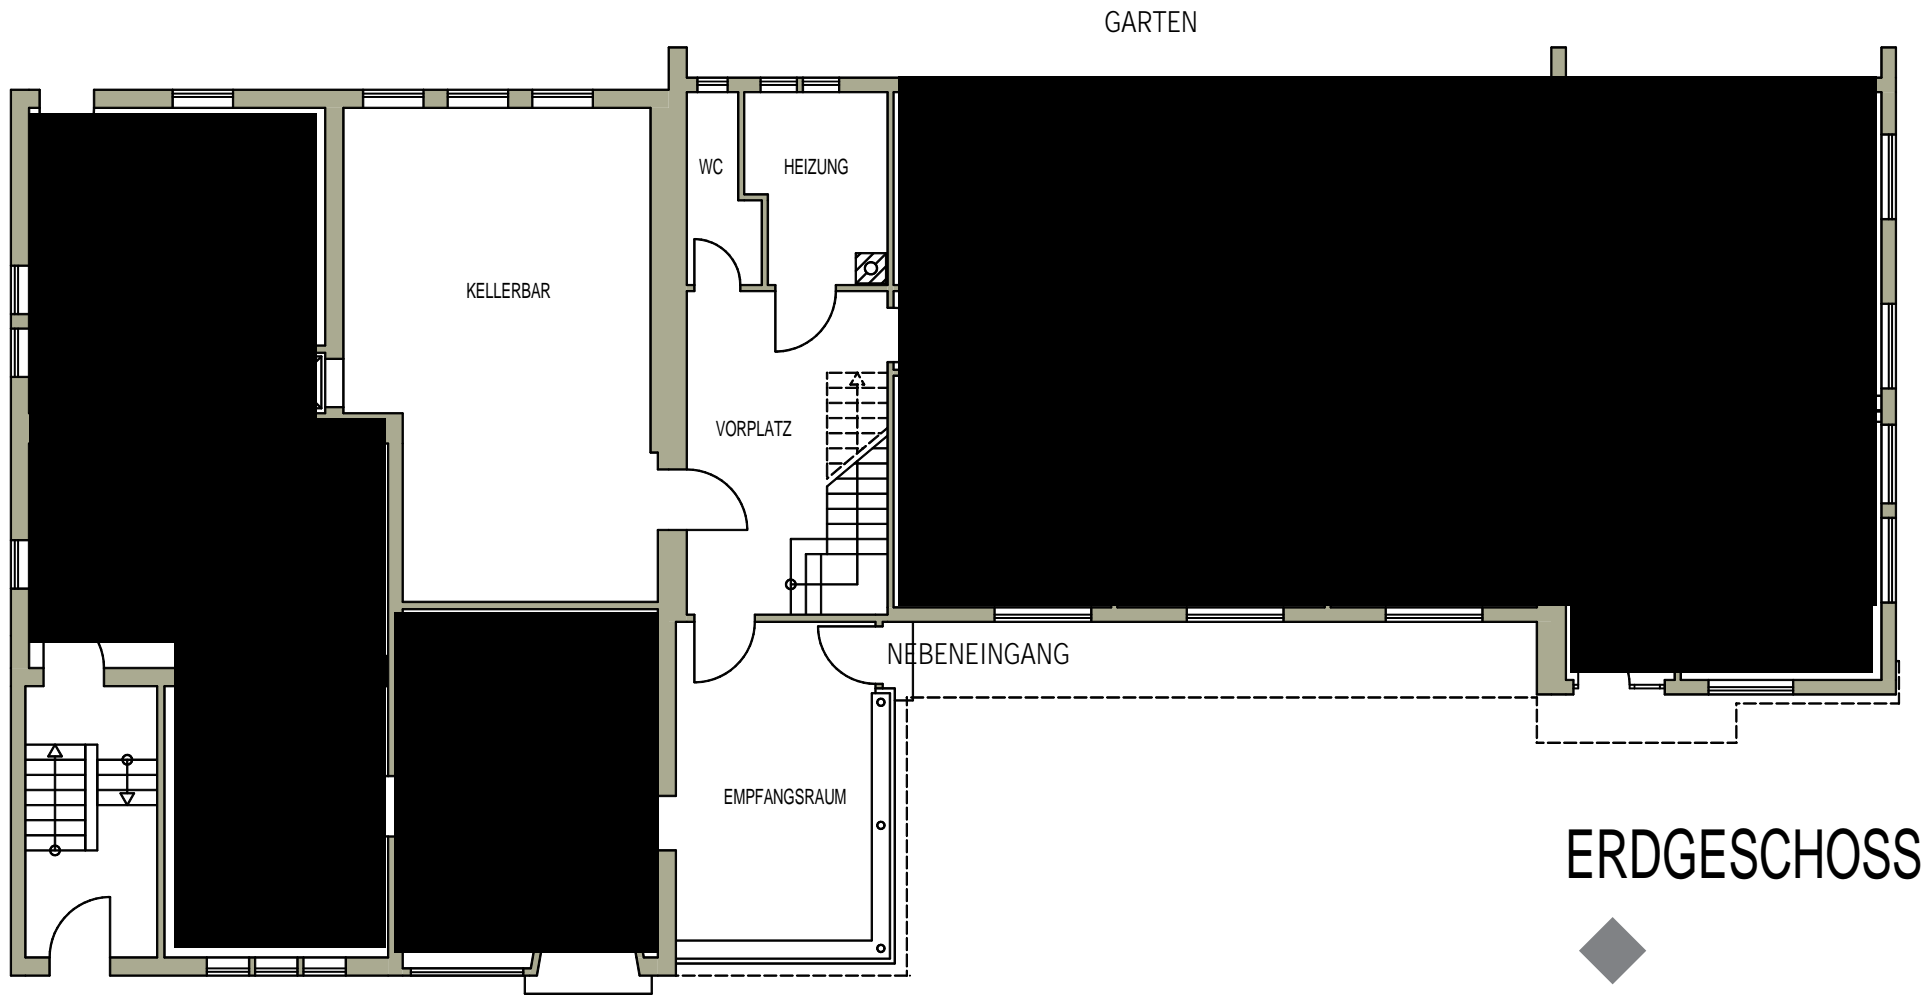 GARTEN
WC
HEIZUNG
KELLERBAR
VORPLATZ
NEBENEINGANG
EMPFANGSRAUM
ERDGESCHOSS